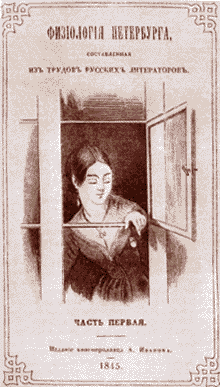 ФИЗІОЛОГІЯ ПЕТЕРБУРГА,
СОСТАВЛЕННАЯ
ИЗЪ ТРУДОВЪ РУССКИХЪ ЛИТЕРАТОРОВЪ.
ЧАСТЬ ПЕРВАЯ.
Изданіе книгопродавца А. Иванова.
1845.